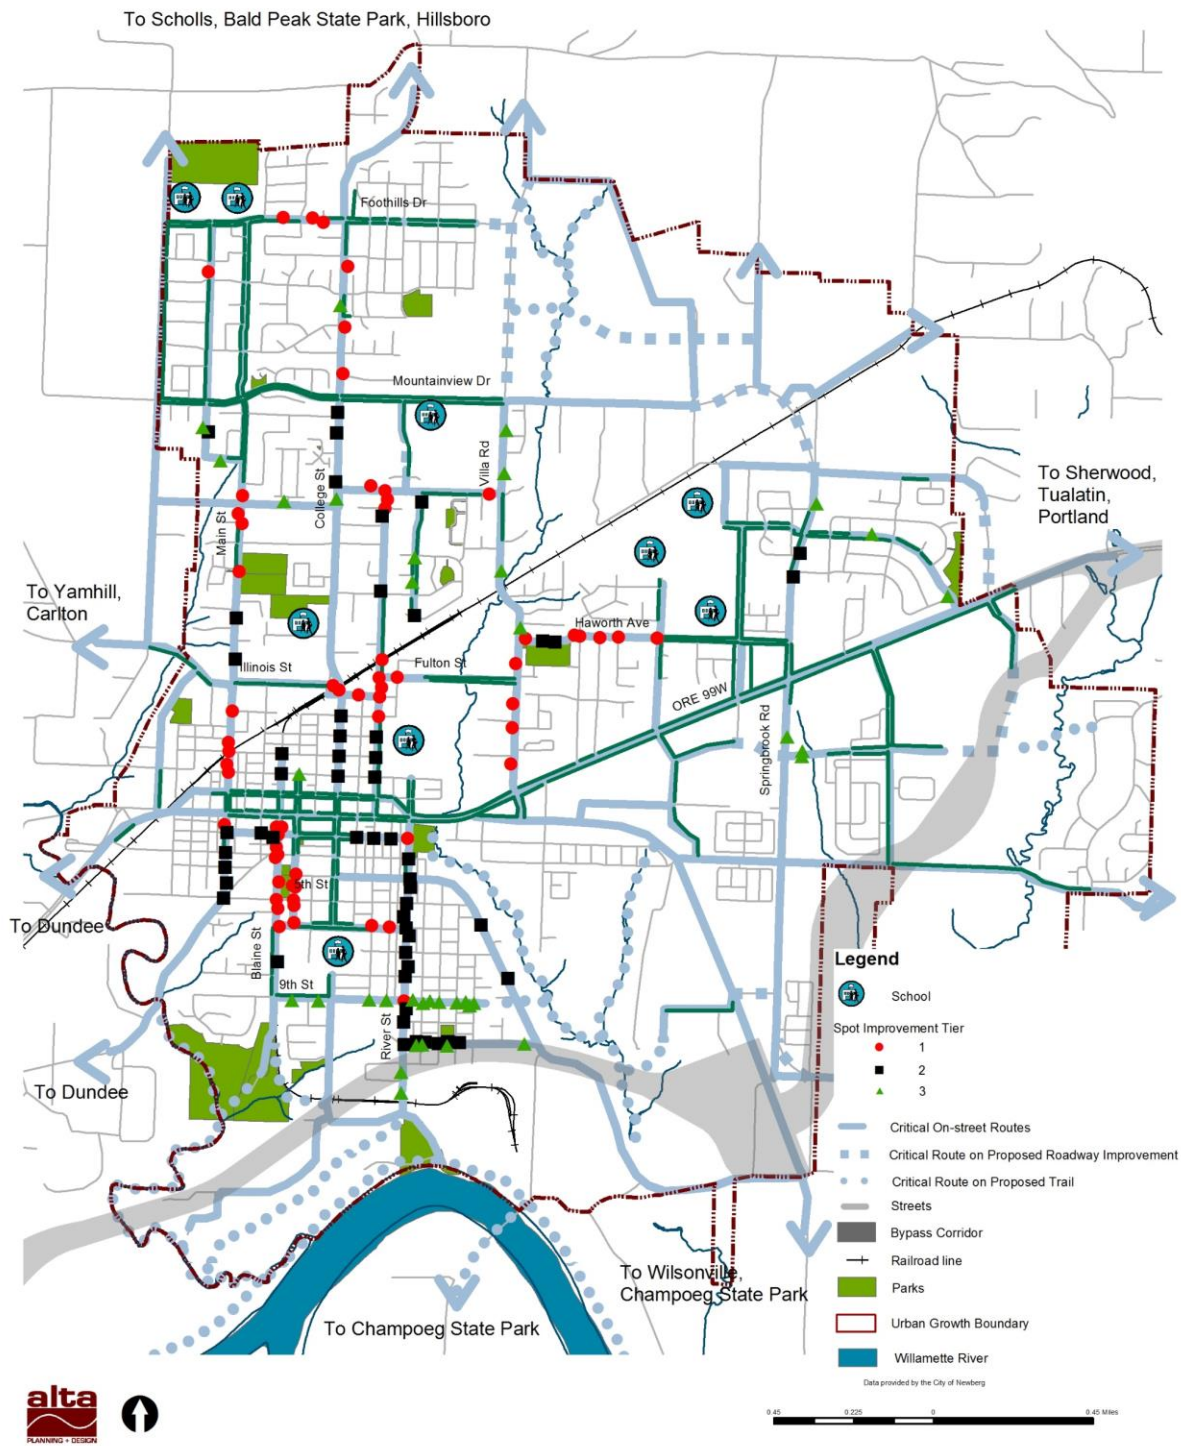 To Scholls, Bald Peak State Park, Hillsboro
Foothills Dr
Mountainview Dr
Villa Rd
College St
Main St
To Sherwood,
Tualatin,
Portland
To Yamhill,
Carlton
Haworth Ave
Illinois St
Fulton St
ORE 99W
Springbrook Rd
5th St
To Dundee
Blaine St
9th St
River St
To Dundee
Legend
School
Spot Improvement Tier
1
2
3
Critical On-street Routes
Critical Route on Proposed Roadway Improvement
Critical Route on Proposed Trail
Streets
Bypass Corridor
Railroad line
Parks
Urban Growth Boundary
Willamette River
Data provided by the City of Newberg
To Wilsonville,
Champoeg State Park
To Champoeg State Park
alta
PLANNING + DESIGN
0.45 0.225 0 0.45 Miles